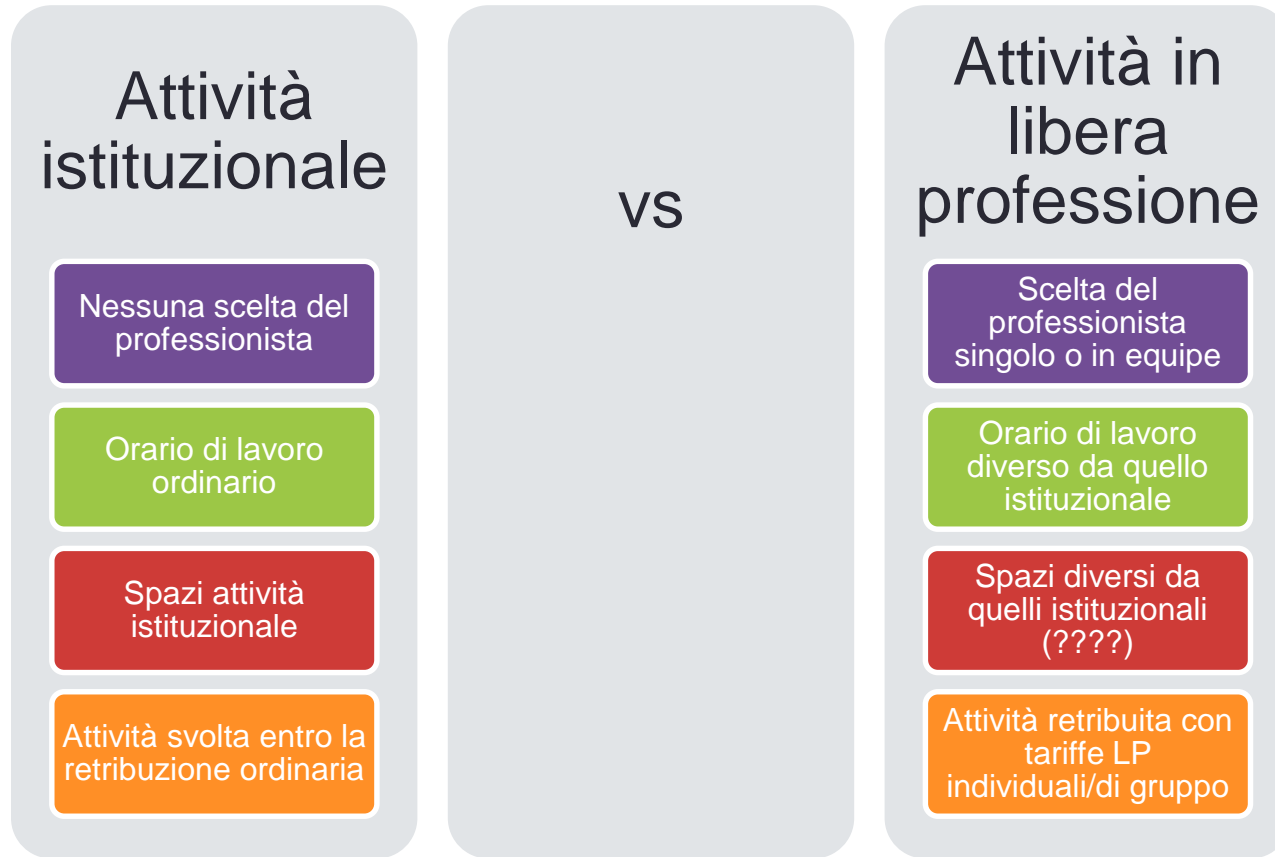 Attività
istituzionale
Nessuna scelta del
professionista
Orario di lavoro
ordinario
Spazi attività
istituzionale
Attività svolta entro la
retribuzione ordinaria
vs
Attività in
libera
professione
Scelta del
professionista
singolo o in equipe
Orario di lavoro
diverso da quello
istituzionale
Spazi diversi da
quelli istituzionali
(????)
Attività retribuita con
tariffe LP
individuali/di gruppo